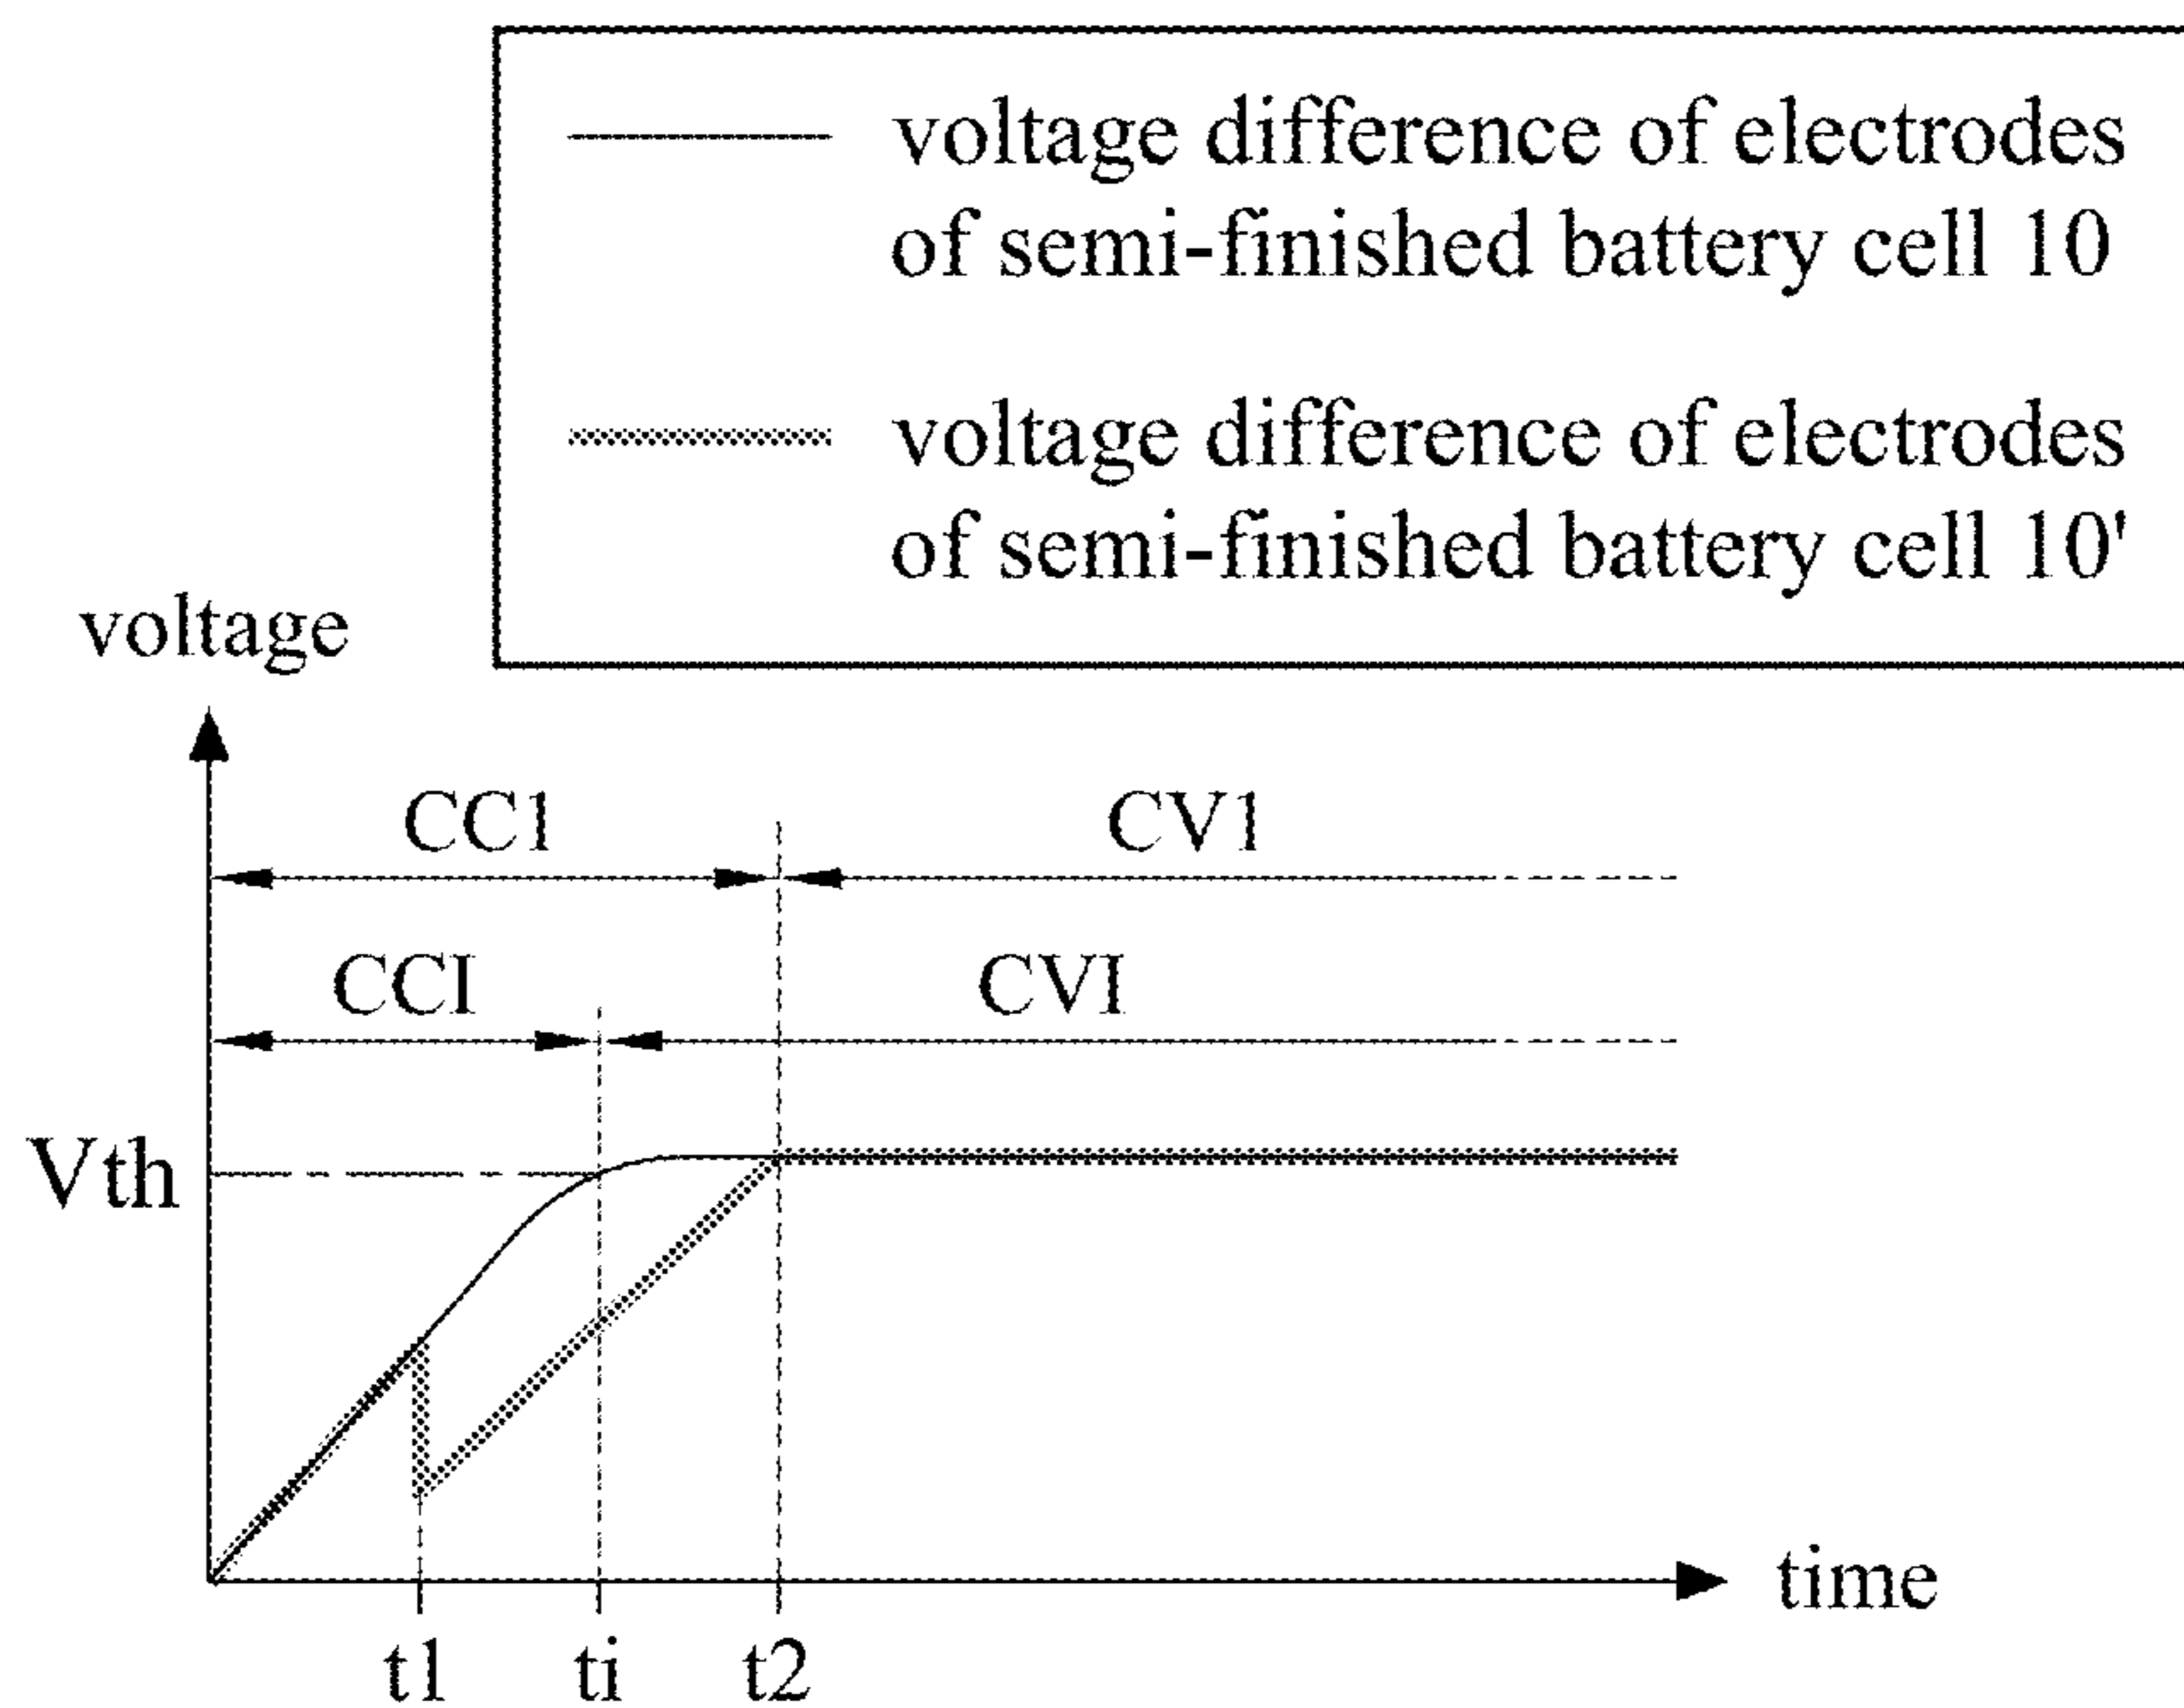 voltage difference of electrodes
of semi-finished battery cell 10
voltage difference of electrodes
of semi-finished battery cell 10'
voltage
CC1 CV1
CCI CVI
Vth
time
t1 ti t2